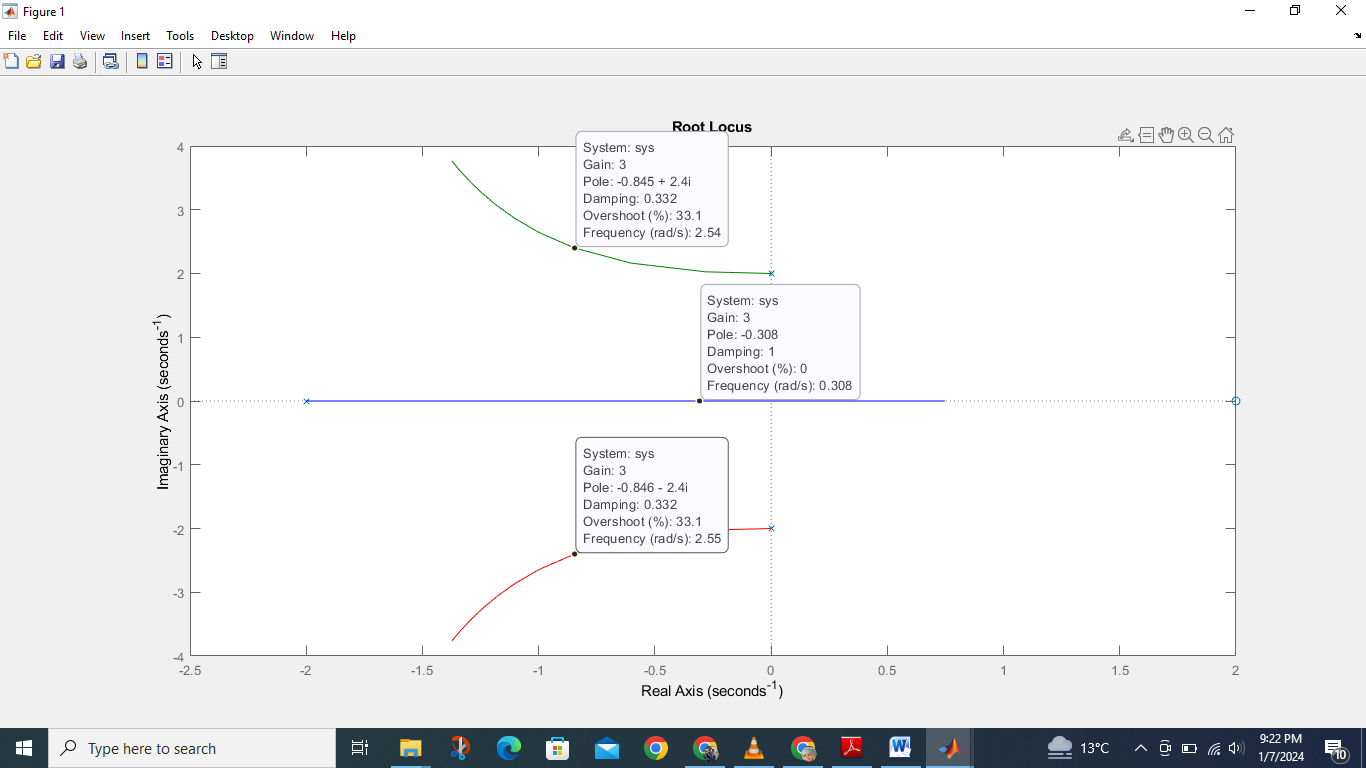 Figure 1
File Edit View Insert Tools Desktop Window Help
Root Locus
System: sys
Gain: 3
Pole: -0.845 + 2.4i
Damping: 0.332
Overshoot (%): 33.1
Frequency (rad/s): 2.54
System: sys
Gain: 3
Pole: -0.308
Damping: 1
Overshoot (%): 0
Frequency (rad/s): 0.308
System: sys
Gain: 3
Pole: -0.846 - 2.4i
Damping: 0.332
Overshoot (%): 33.1
Frequency (rad/s): 2.55
Imaginary Axis (seconds-1)
4
3
2
1
0
-1
-2
-3
-4
-2.5 -2 -1.5 -1 -0.5 0 0.5 1 1.5 2
Real Axis (seconds-1)
Type here to search
13°C
9:22 PM
1/7/2024
10